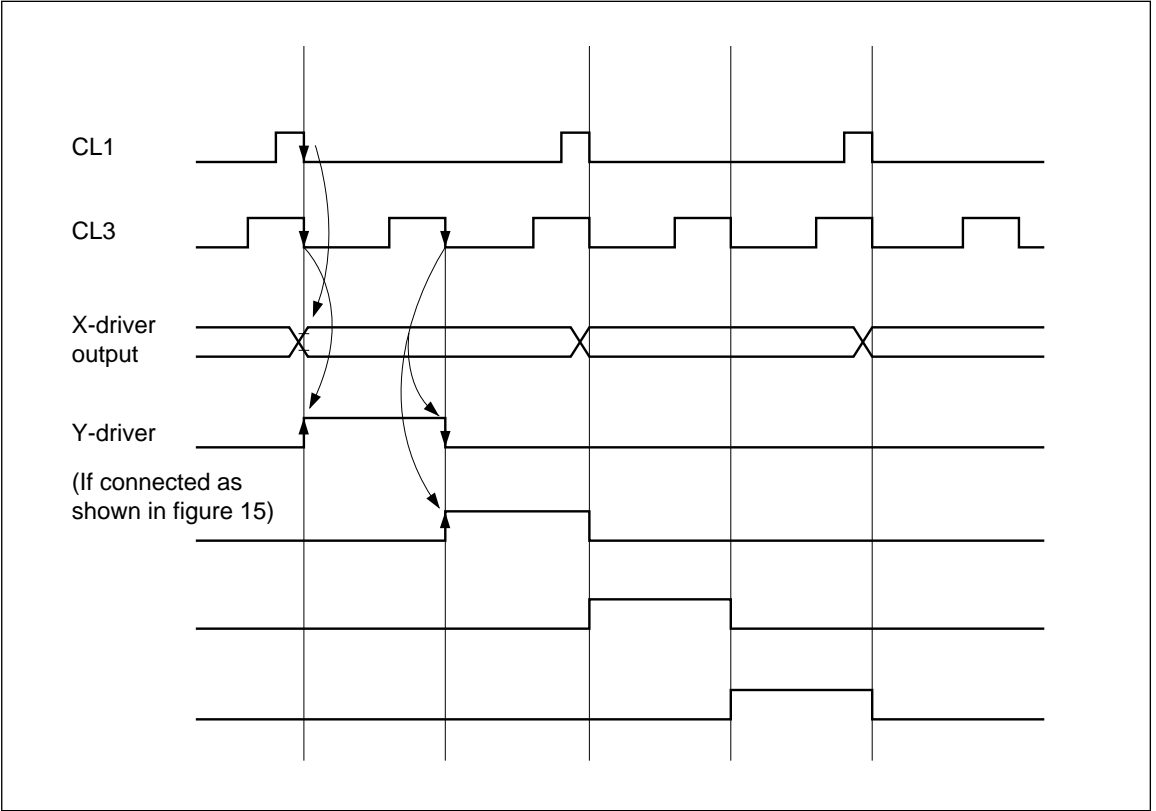 CL1
CL3
X-driver
output
Y-driver
(If connected as
shown in figure 15)